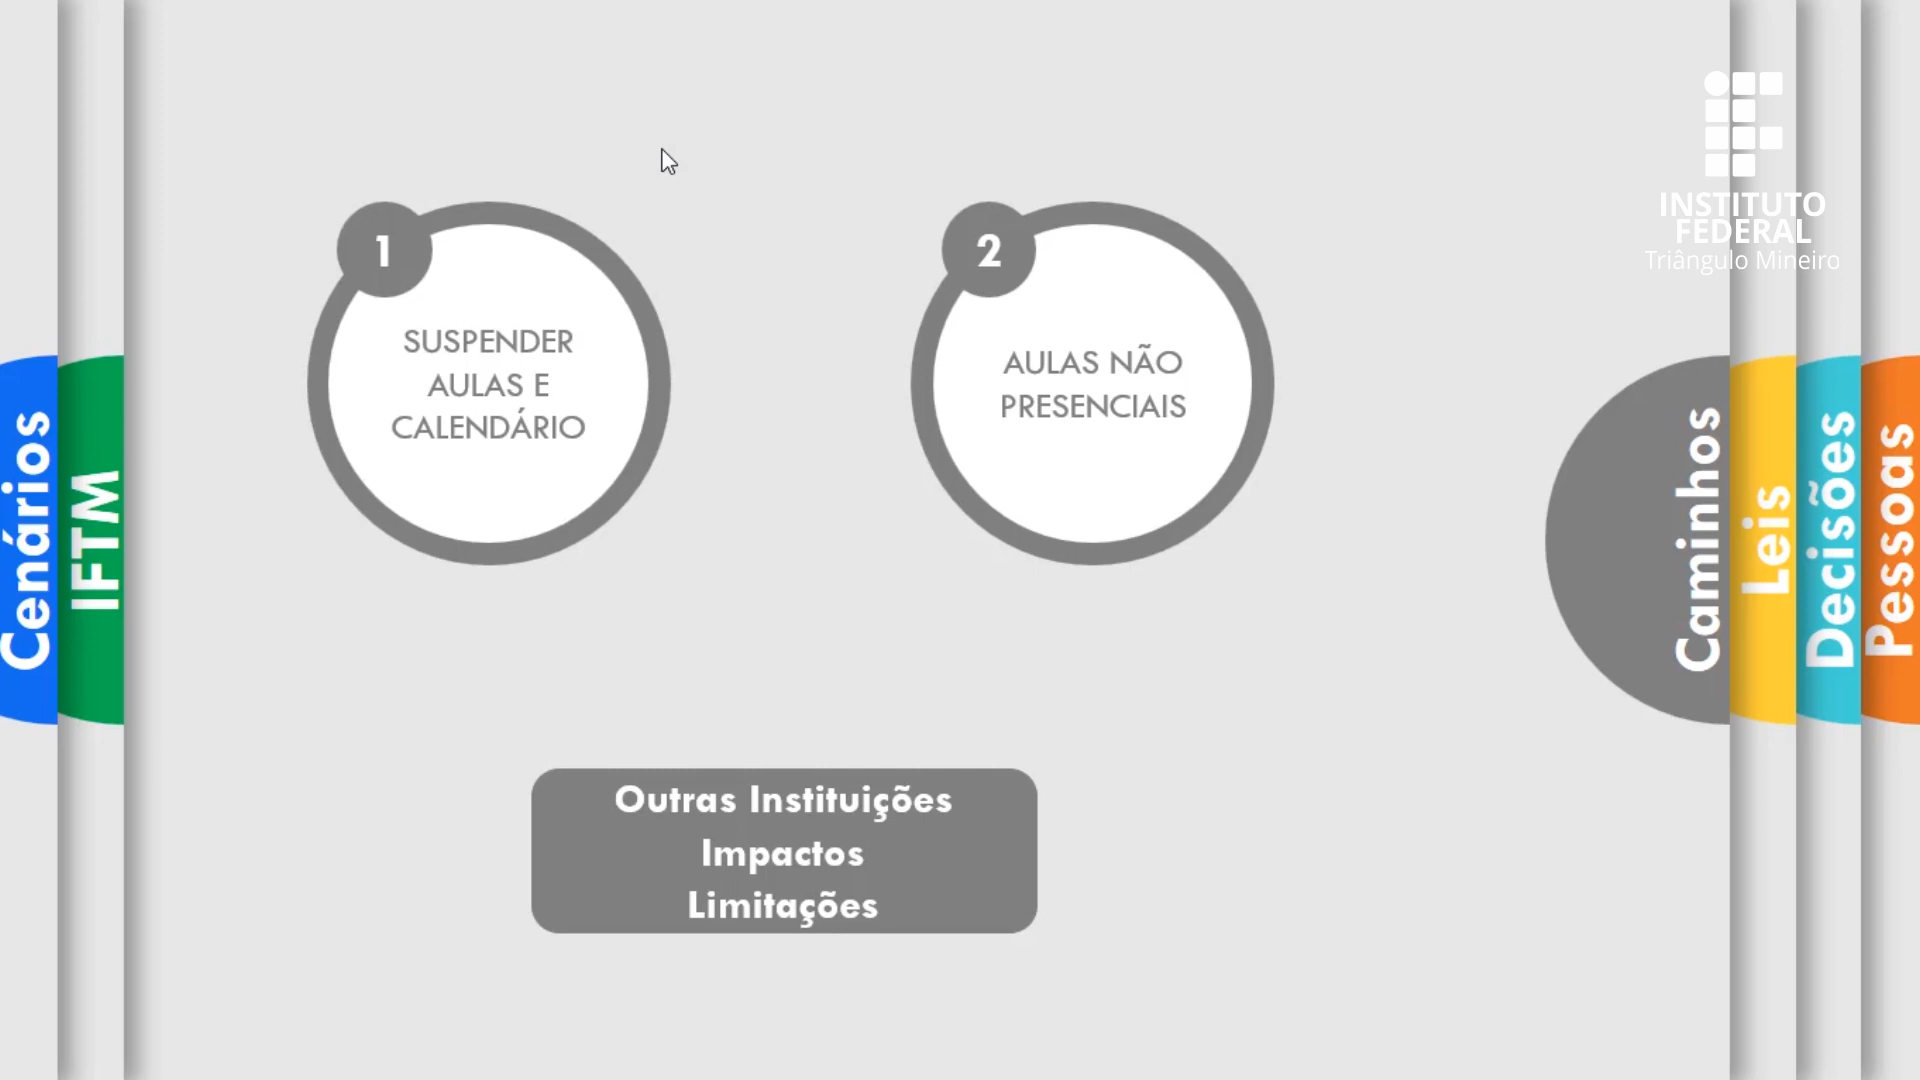 Cenários
IFTM
1
SUSPENDER
AULAS E
CALENDÁRIO
2
AULAS NÃO
PRESENCIAIS
Outras Instituições
Impactos
Limitações
Caminhos
Leis
Decisões
Pessoas
INSTITUTO
FEDERAL
Triângulo Mineiro